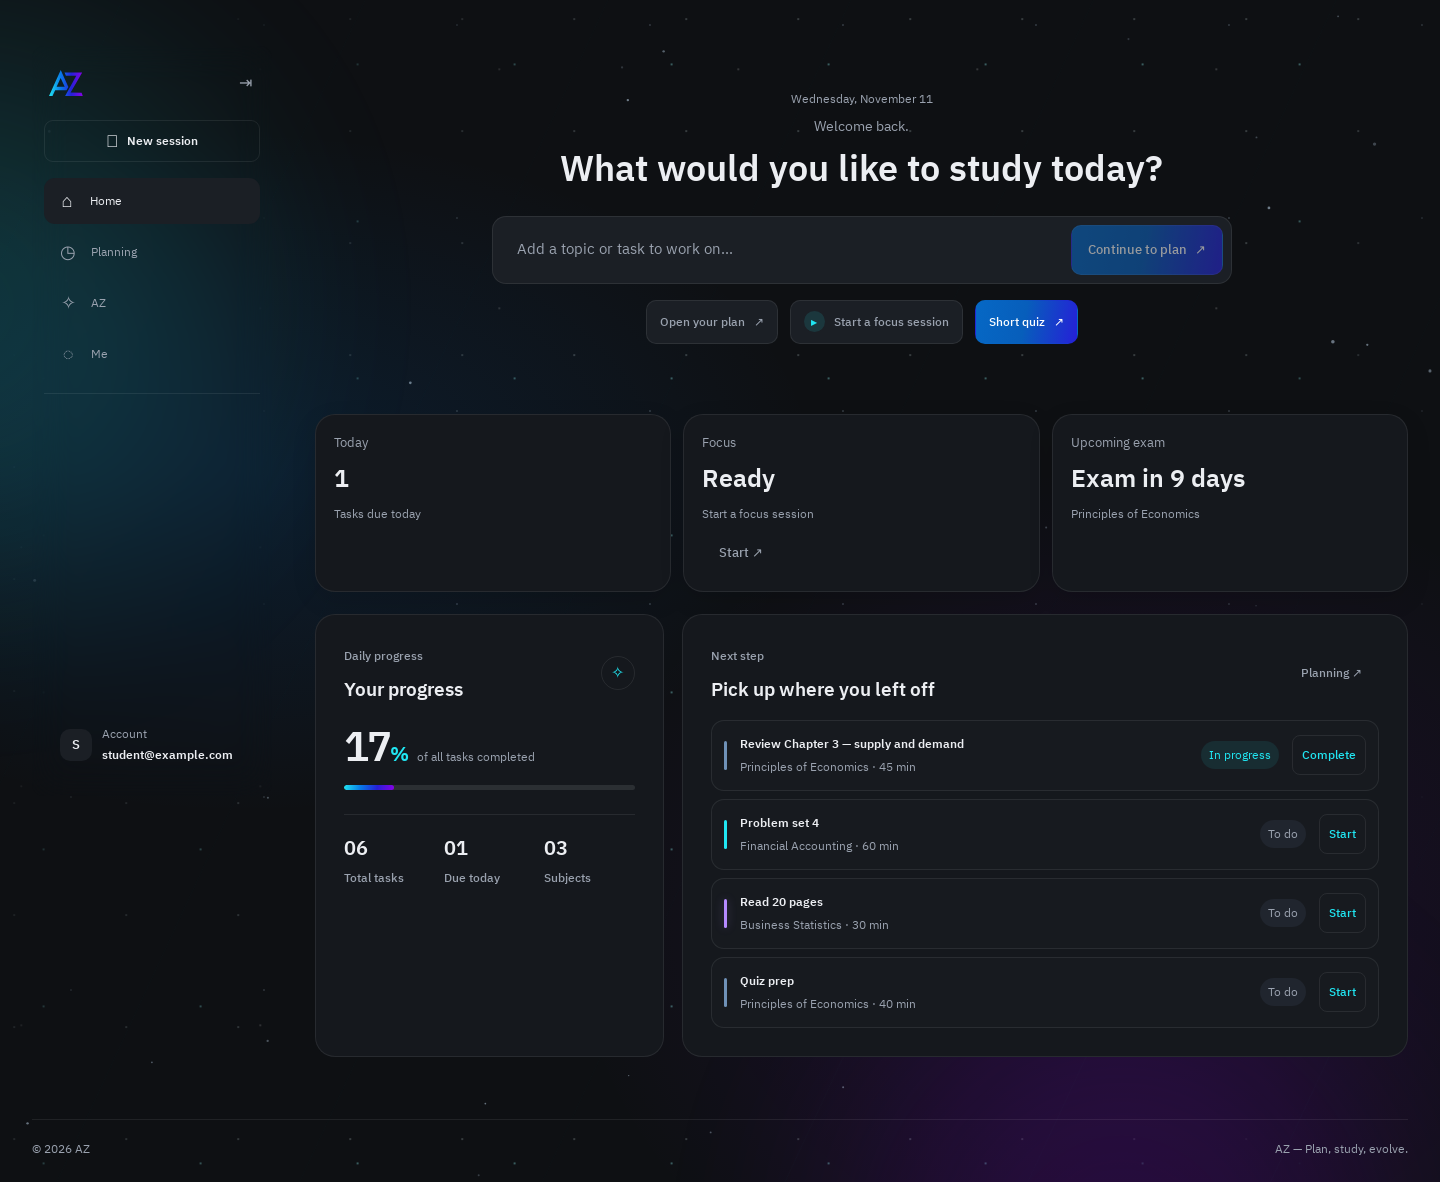 AZ
New session
Home
Planning
AZ
Me
Account
S
student@example.com
Wednesday, November 11
Welcome back.
What would you like to study today?
Add a topic or task to work on...
Continue to plan ↗
Open your plan ↗
Start a focus session
Short quiz ↗
Today
1
Tasks due today
Focus
Ready
Start a focus session
Start ↗
Upcoming exam
Exam in 9 days
Principles of Economics
Daily progress
Your progress
17% of all tasks completed
06
Total tasks
01
Due today
03
Subjects
Next step
Pick up where you left off
Planning ↗
Review Chapter 3 — supply and demand
Principles of Economics · 45 min
In progress
Complete
Problem set 4
Financial Accounting · 60 min
To do
Start
Read 20 pages
Business Statistics · 30 min
To do
Start
Quiz prep
Principles of Economics · 40 min
To do
Start
© 2026 AZ
AZ — Plan, study, evolve.